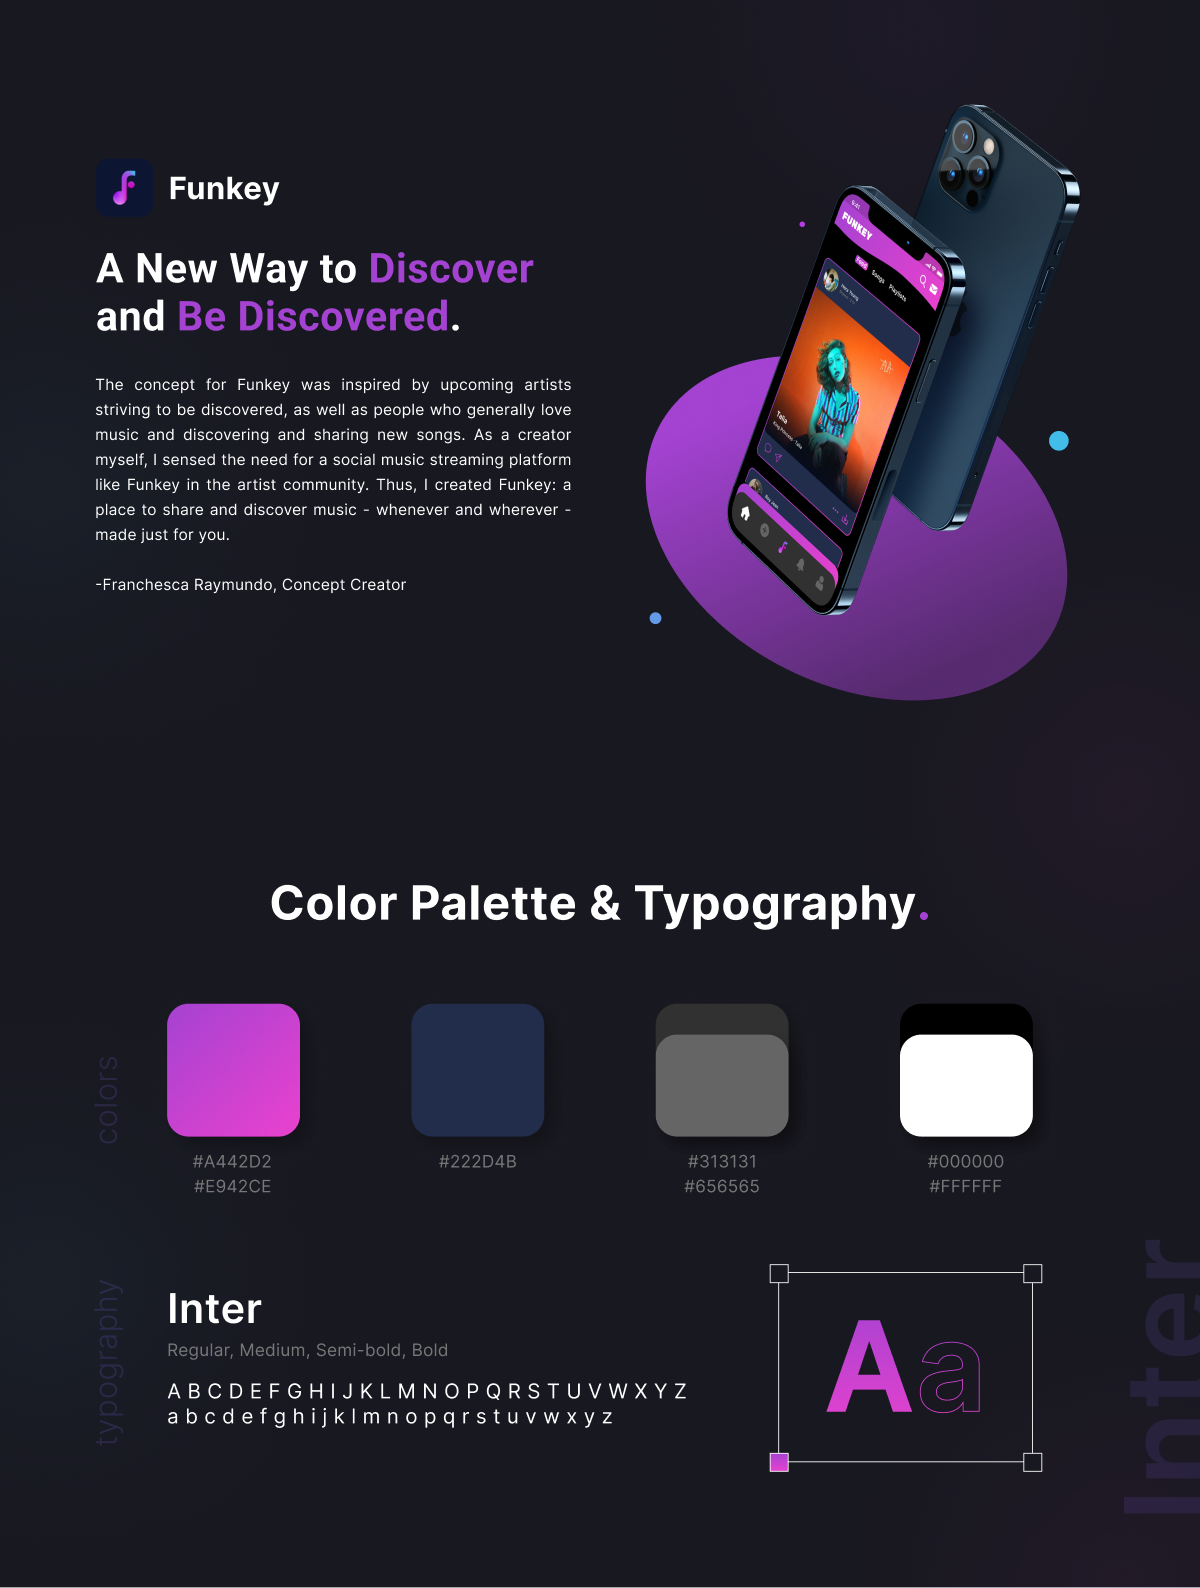 Funkey
A New Way to Discover
and Be Discovered.
The concept for Funkey was inspired by upcoming artists
striving to be discovered, as well as people who generally love
music and discovering and sharing new songs. As a creator
myself, I sensed the need for a social music streaming platform
like Funkey in the artist community. Thus, I created Funkey: a
place to share and discover music - whenever and wherever -
made just for you.
-Franchesca Raymundo, Concept Creator
9:41
FUNKEY
Feed Songs Playlists
Talia
Color Palette & Typography.
colors
#A442D2
#E942CE
#222D4B
#313131
#656565
#000000
#FFFFFF
typography
Inter
Regular, Medium, Semi-bold, Bold
A B C D E F G H I J K L M N O P Q R S T U V W X Y Z
a b c d e f g h i j k l m n o p q r s t u v w x y z
Aa
Inter